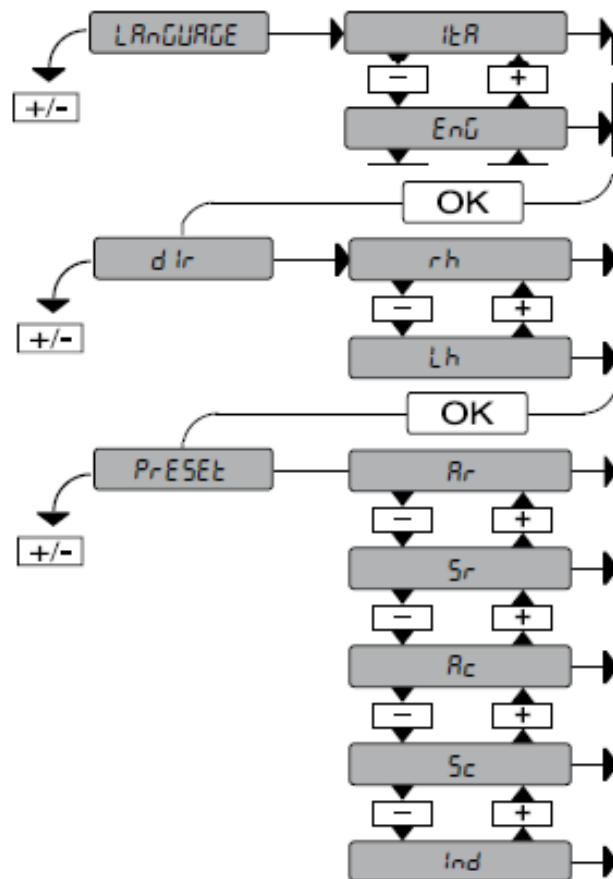 LAnGUAGE
ItA
−
+
+/-
EnG
OK
dIr
rh
−
+
+/-
Lh
OK
PrESEt
Ar
−
+
+/-
Sr
−
+
Ac
−
+
Sc
−
+
Ind